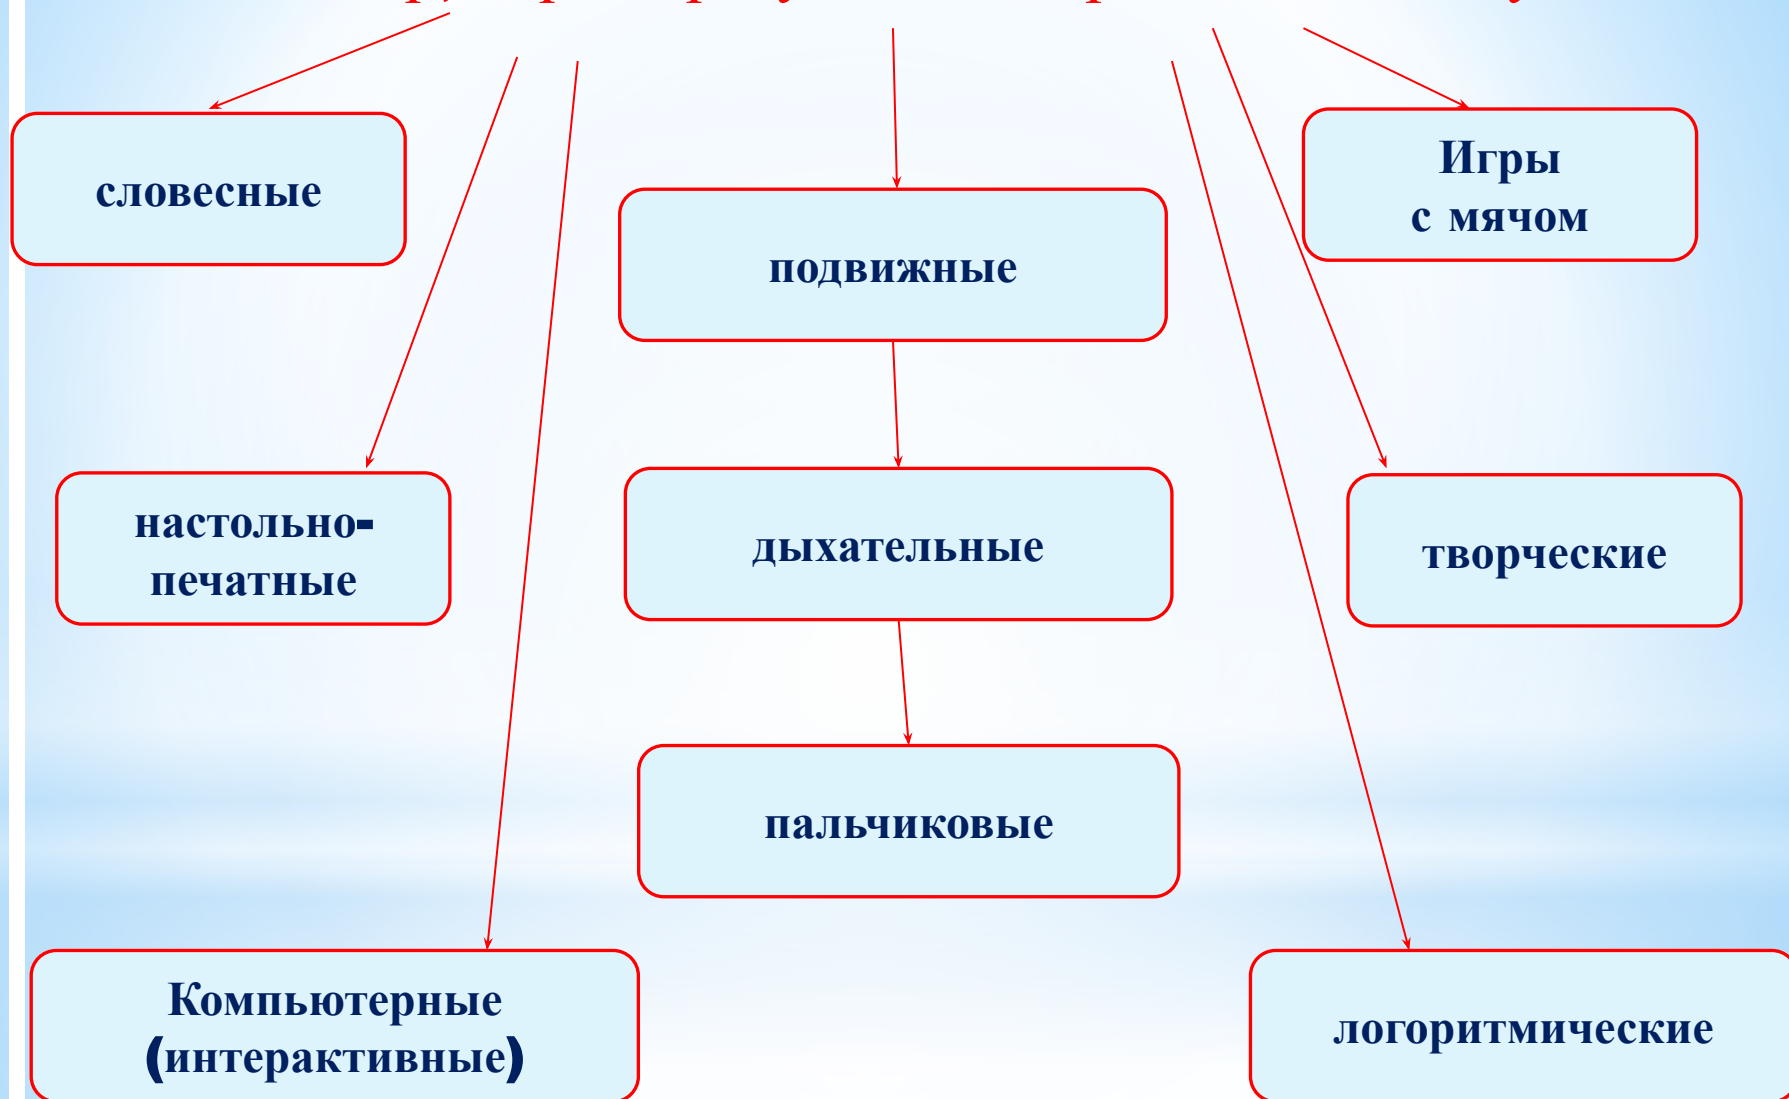 словесные
Игры
с мячом
подвижные
настольно-
печатные
дыхательные
творческие
пальчиковые
Компьютерные
(интерактивные)
логоритмические